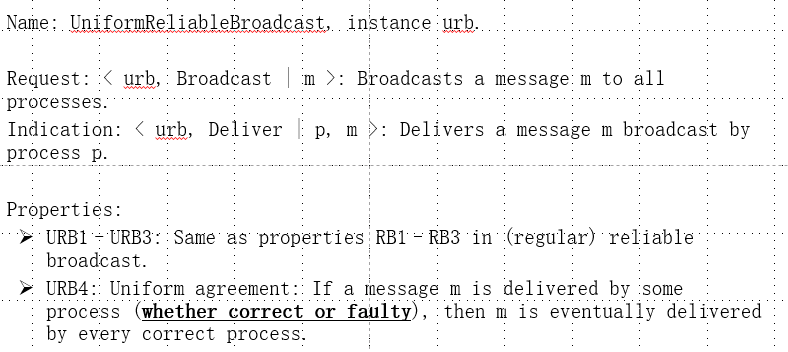 Name: UniformReliableBroadcast, instance urb.
Request: < urb, Broadcast | m >: Broadcasts a message m to all
processes.
Indication: < urb, Deliver | p, m >: Delivers a message m broadcast by
process p.
Properties:
➢ URB1–URB3: Same as properties RB1–RB3 in (regular) reliable
broadcast.
➢ URB4: Uniform agreement: If a message m is delivered by some
process (whether correct or faulty), then m is eventually delivered
by every correct process.